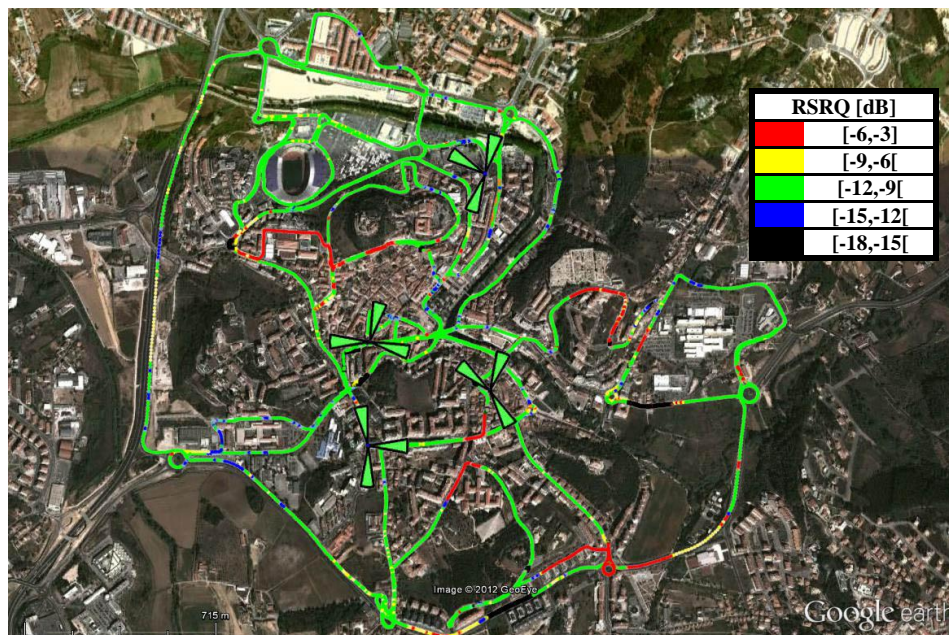 RSRQ [dB]
[-6,-3]
[-9,-6[
[-12,-9[
[-15,-12[
[-18,-15[
Image © 2012 GeoEye
715 m
Google earth